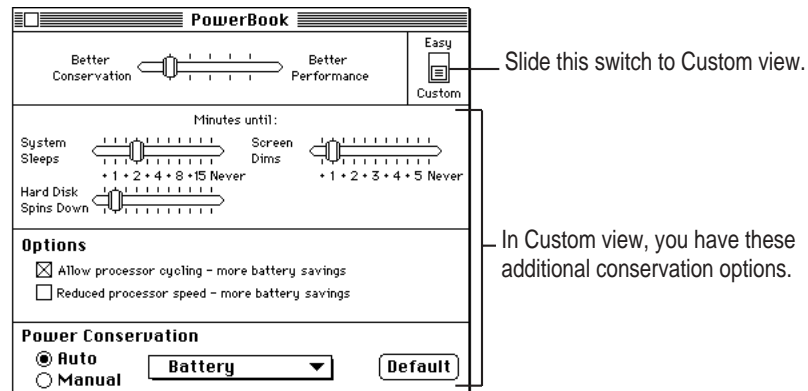 PowerBook
Better Conservation
Better Performance
Easy
Custom
Slide this switch to Custom view.
Minutes until:
System Sleeps
Screen Dims
+ 1 + 2 + 4 + 8 +15 Never
+ 1 + 2 + 3 + 4 + 5 Never
Hard Disk Spins Down
In Custom view, you have these
additional conservation options.
Options
Allow processor cycling – more battery savings
Reduced processor speed – more battery savings
Power Conservation
Auto
Manual
Battery
Default